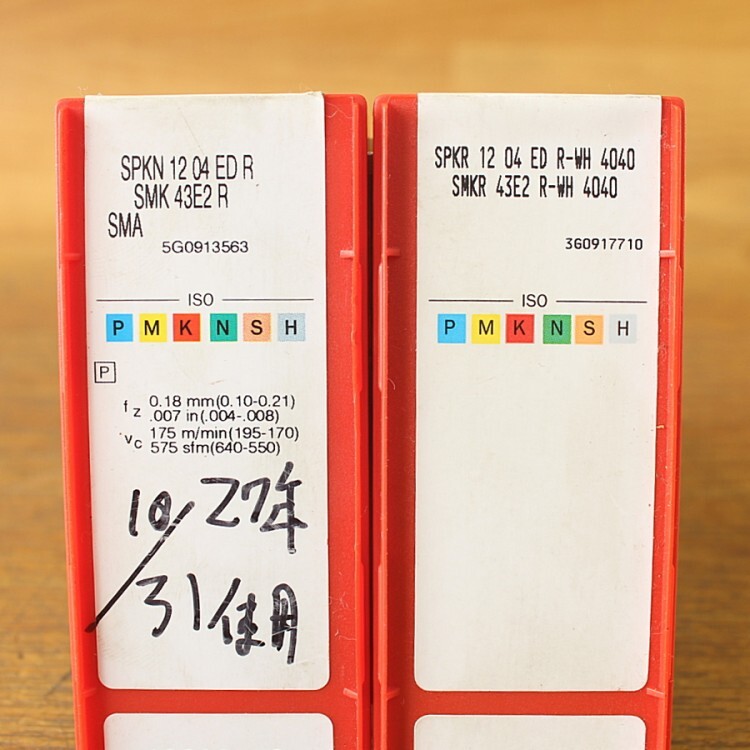 SPKN 12 04 ED R
SMK 43E2 R
SMA
5G0913563
ISO
P M K N S H
P
fz 0.18 mm(0.10-0.21)
.007 in(.004-.008)
vc 175 m/min(195-170)
575 sfm(640-550)
27年
10/31使用
SPKR 12 04 ED R-WH 4040
SMKR 43E2 R-WH 4040
3G0917710
ISO
P M K N S H